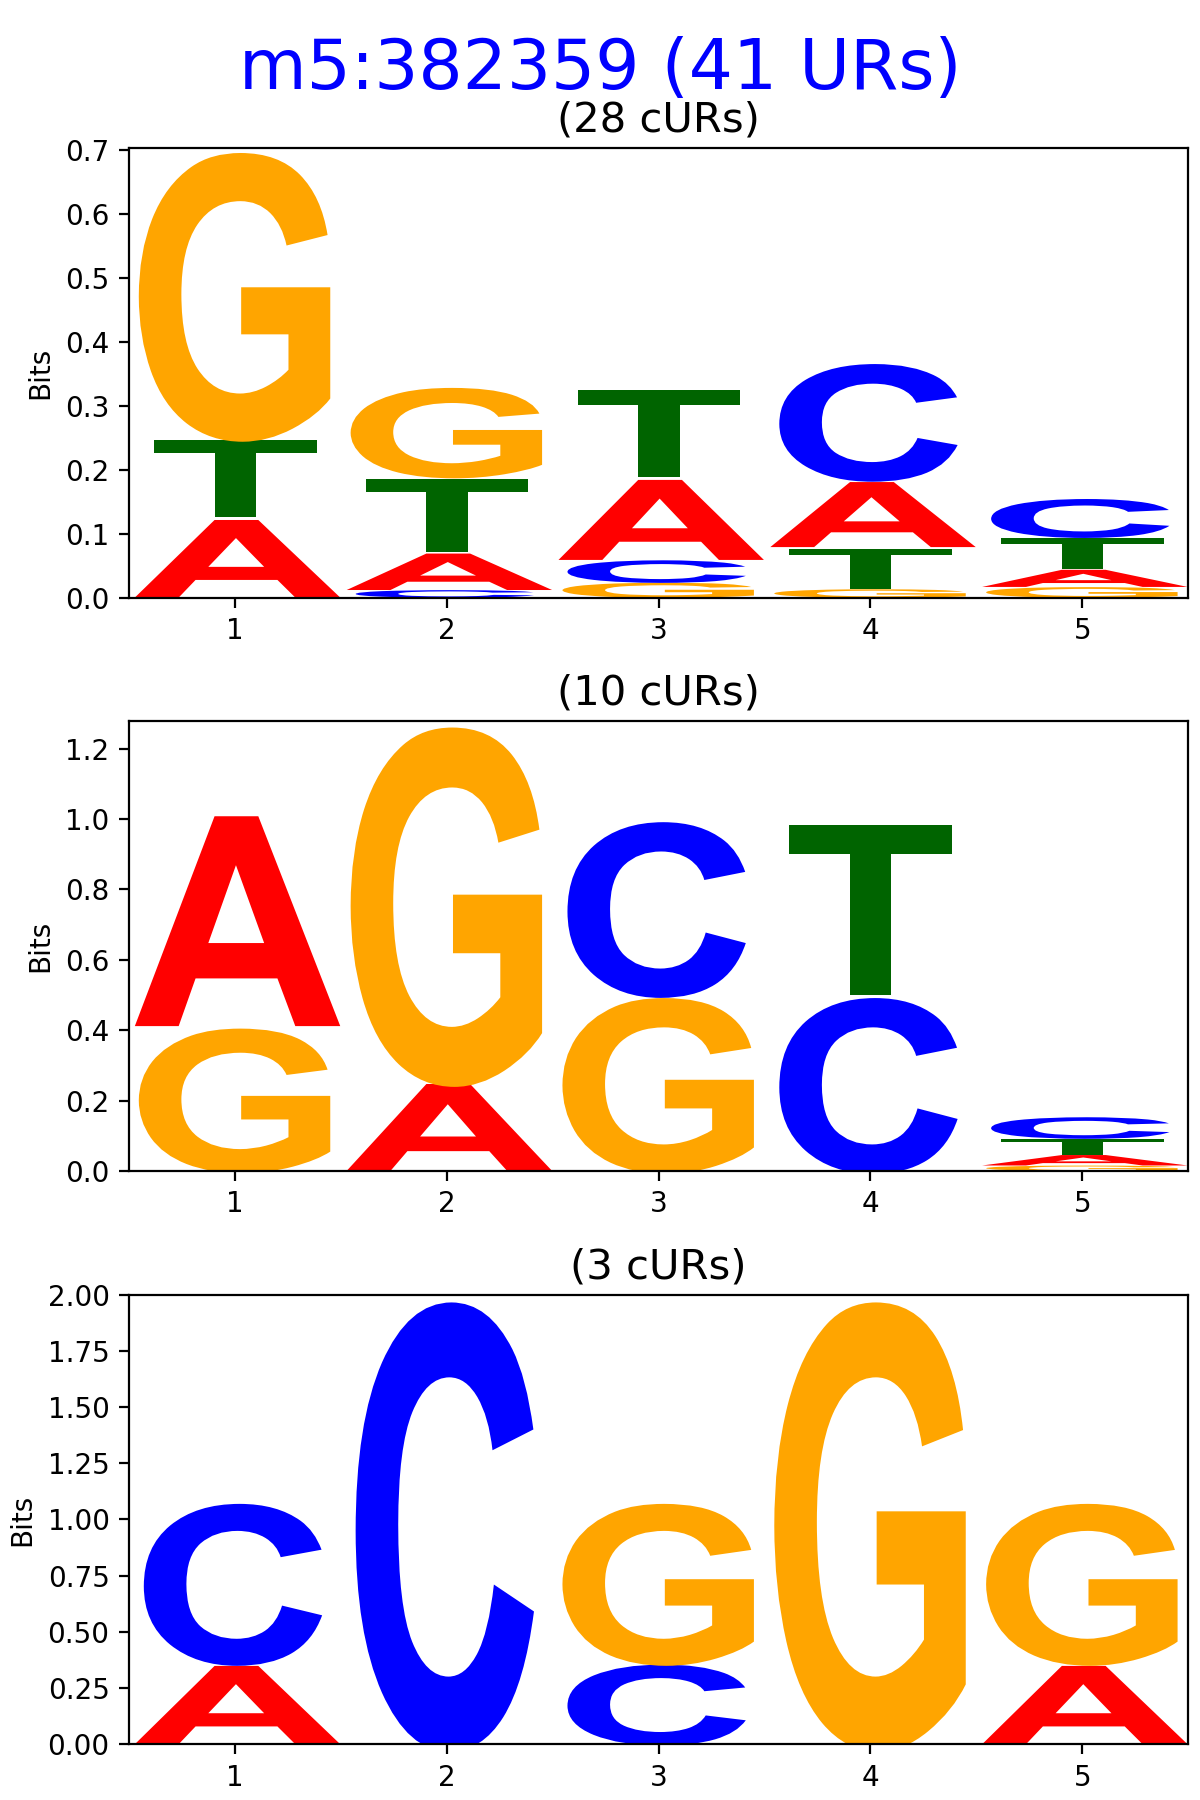 m5:382359 (41 URs)
(28 cURs)
0.7
0.6
0.5
0.4
0.3
0.2
0.1
0.0
Bits
G T A
G T A C
T A C G
C A T G
C T A G
1 2 3 4 5
(10 cURs)
1.2
1.0
0.8
0.6
0.4
0.2
0.0
Bits
A G
G A
C G
T C
C T A G
1 2 3 4 5
(3 cURs)
2.00
1.75
1.50
1.25
1.00
0.75
0.50
0.25
0.00
Bits
C A
C
G C
G
G A
1 2 3 4 5